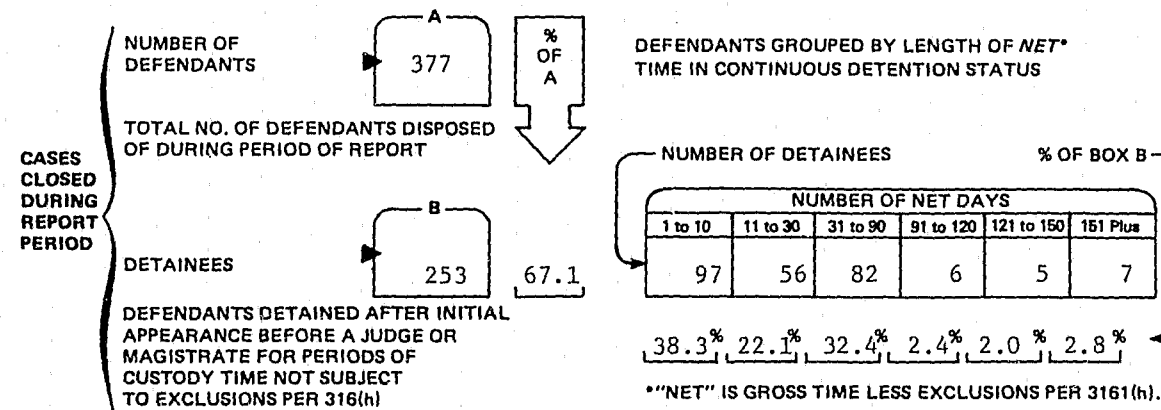 CASES
CLOSED
DURING
REPORT
PERIOD
NUMBER OF
DEFENDANTS
A
377
%
OF
A
TOTAL NO. OF DEFENDANTS DISPOSED
OF DURING PERIOD OF REPORT
B
DETAINEES
253
67.1
DEFENDANTS DETAINED AFTER INITIAL
APPEARANCE BEFORE A JUDGE OR
MAGISTRATE FOR PERIODS OF
CUSTODY TIME NOT SUBJECT
TO EXCLUSIONS PER 316(h)
DEFENDANTS GROUPED BY LENGTH OF NET*
TIME IN CONTINUOUS DETENTION STATUS
NUMBER OF DETAINEES % OF BOX B
NUMBER OF NET DAYS
1 to 10 11 to 30 31 to 90 91 to 120 121 to 150 151 Plus
97 56 82 6 5 7
38.3% 22.1% 32.4% 2.4% 2.0 % 2.8 %
*"NET" IS GROSS TIME LESS EXCLUSIONS PER 3161(h).